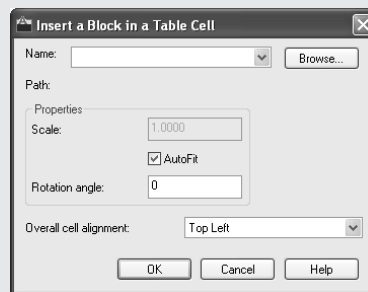 Insert a Block in a Table Cell
Name: Browse...
Path:
Properties
Scale: 1.0000
AutoFit
Rotation angle: 0
Overall cell alignment: Top Left
OK Cancel Help